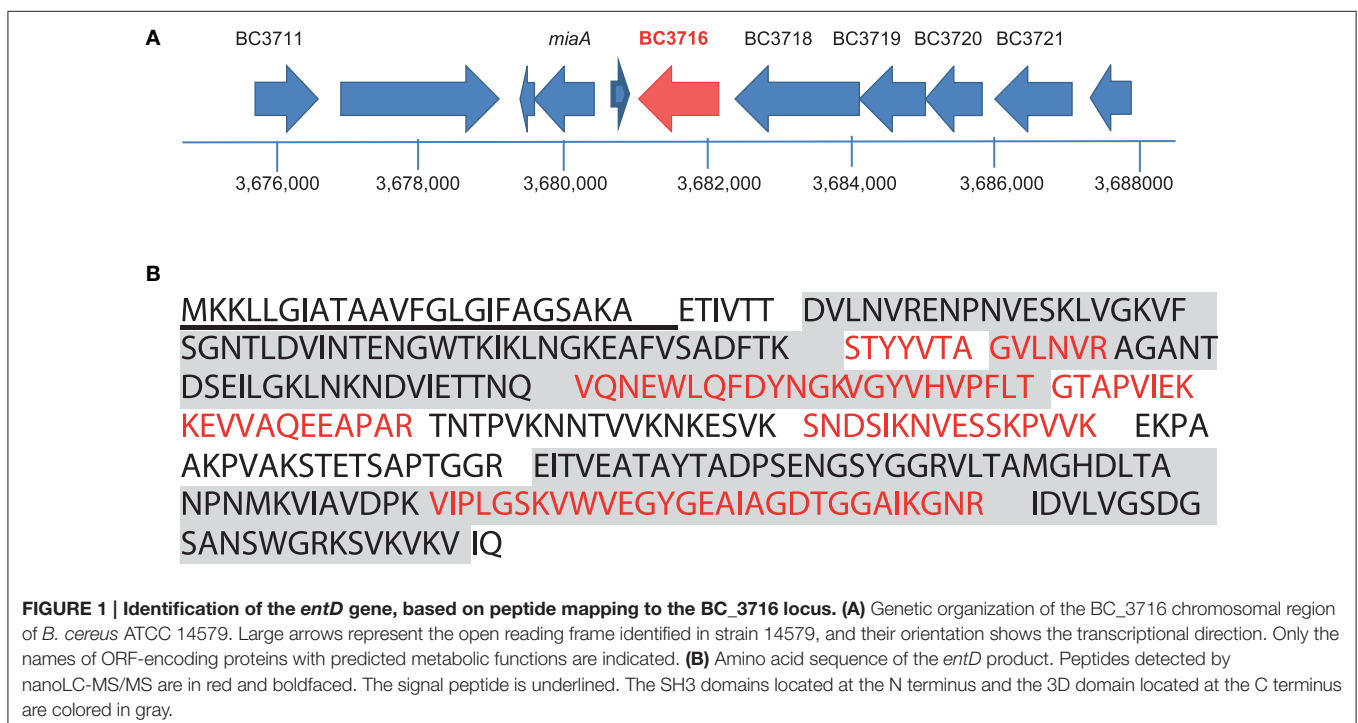 A
BC3711 miaA BC3716 BC3718 BC3719 BC3720 BC3721
3,676,000 3,678,000 3,680,000 3,682,000 3,684,000 3,686,000 3,688000
B
MKKLLGIATAAVFGLGIFAGSAKA ETIVTT DVLNVRENPNVESKLVGKVF
SGNTLDVINTENGWTKIKLNGKEAFVSADFTK STYYVTA GVLNVR AGANT
DSEILGKLNKNDVIETTNQ VQNEWLQFDYNGKVGYVHVPFLT GTAPVIEK
KEVVAQEEAPAR TNTPVKNNTVVKNKESVK SNDSIKNVESSKPVVK EKPA
AKPVAKSTETSAPTGGR EITVEATAYTADPSENGSYGGRVLTAMGHDLTA
NPNMKVIAVDPK VIPLGSKVWVEGYGEAIAGDTGGAIKGNR IDVLVGSDG
SANSWGRKSVKVKV IQ
FIGURE 1 | Identification of the entD gene, based on peptide mapping to the BC_3716 locus. (A) Genetic organization of the BC_3716 chromosomal region
of B. cereus ATCC 14579. Large arrows represent the open reading frame identified in strain 14579, and their orientation shows the transcriptional direction. Only the
names of ORF-encoding proteins with predicted metabolic functions are indicated. (B) Amino acid sequence of the entD product. Peptides detected by
nanoLC-MS/MS are in red and boldfaced. The signal peptide is underlined. The SH3 domains located at the N terminus and the 3D domain located at the C terminus
are colored in gray.